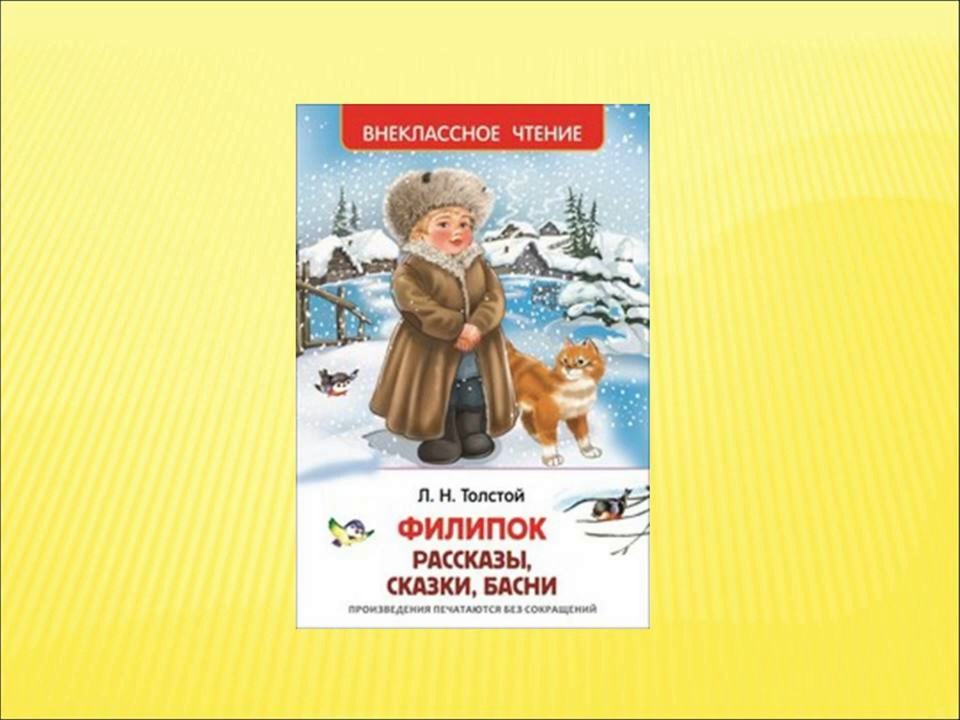 ВНЕКЛАССНОЕ ЧТЕНИЕ
Л. Н. Толстой
ФИЛИПОК
РАССКАЗЫ,
СКАЗКИ, БАСНИ
ПРОИЗВЕДЕНИЯ ПЕЧАТАЮТСЯ БЕЗ СОКРАЩЕНИЙ